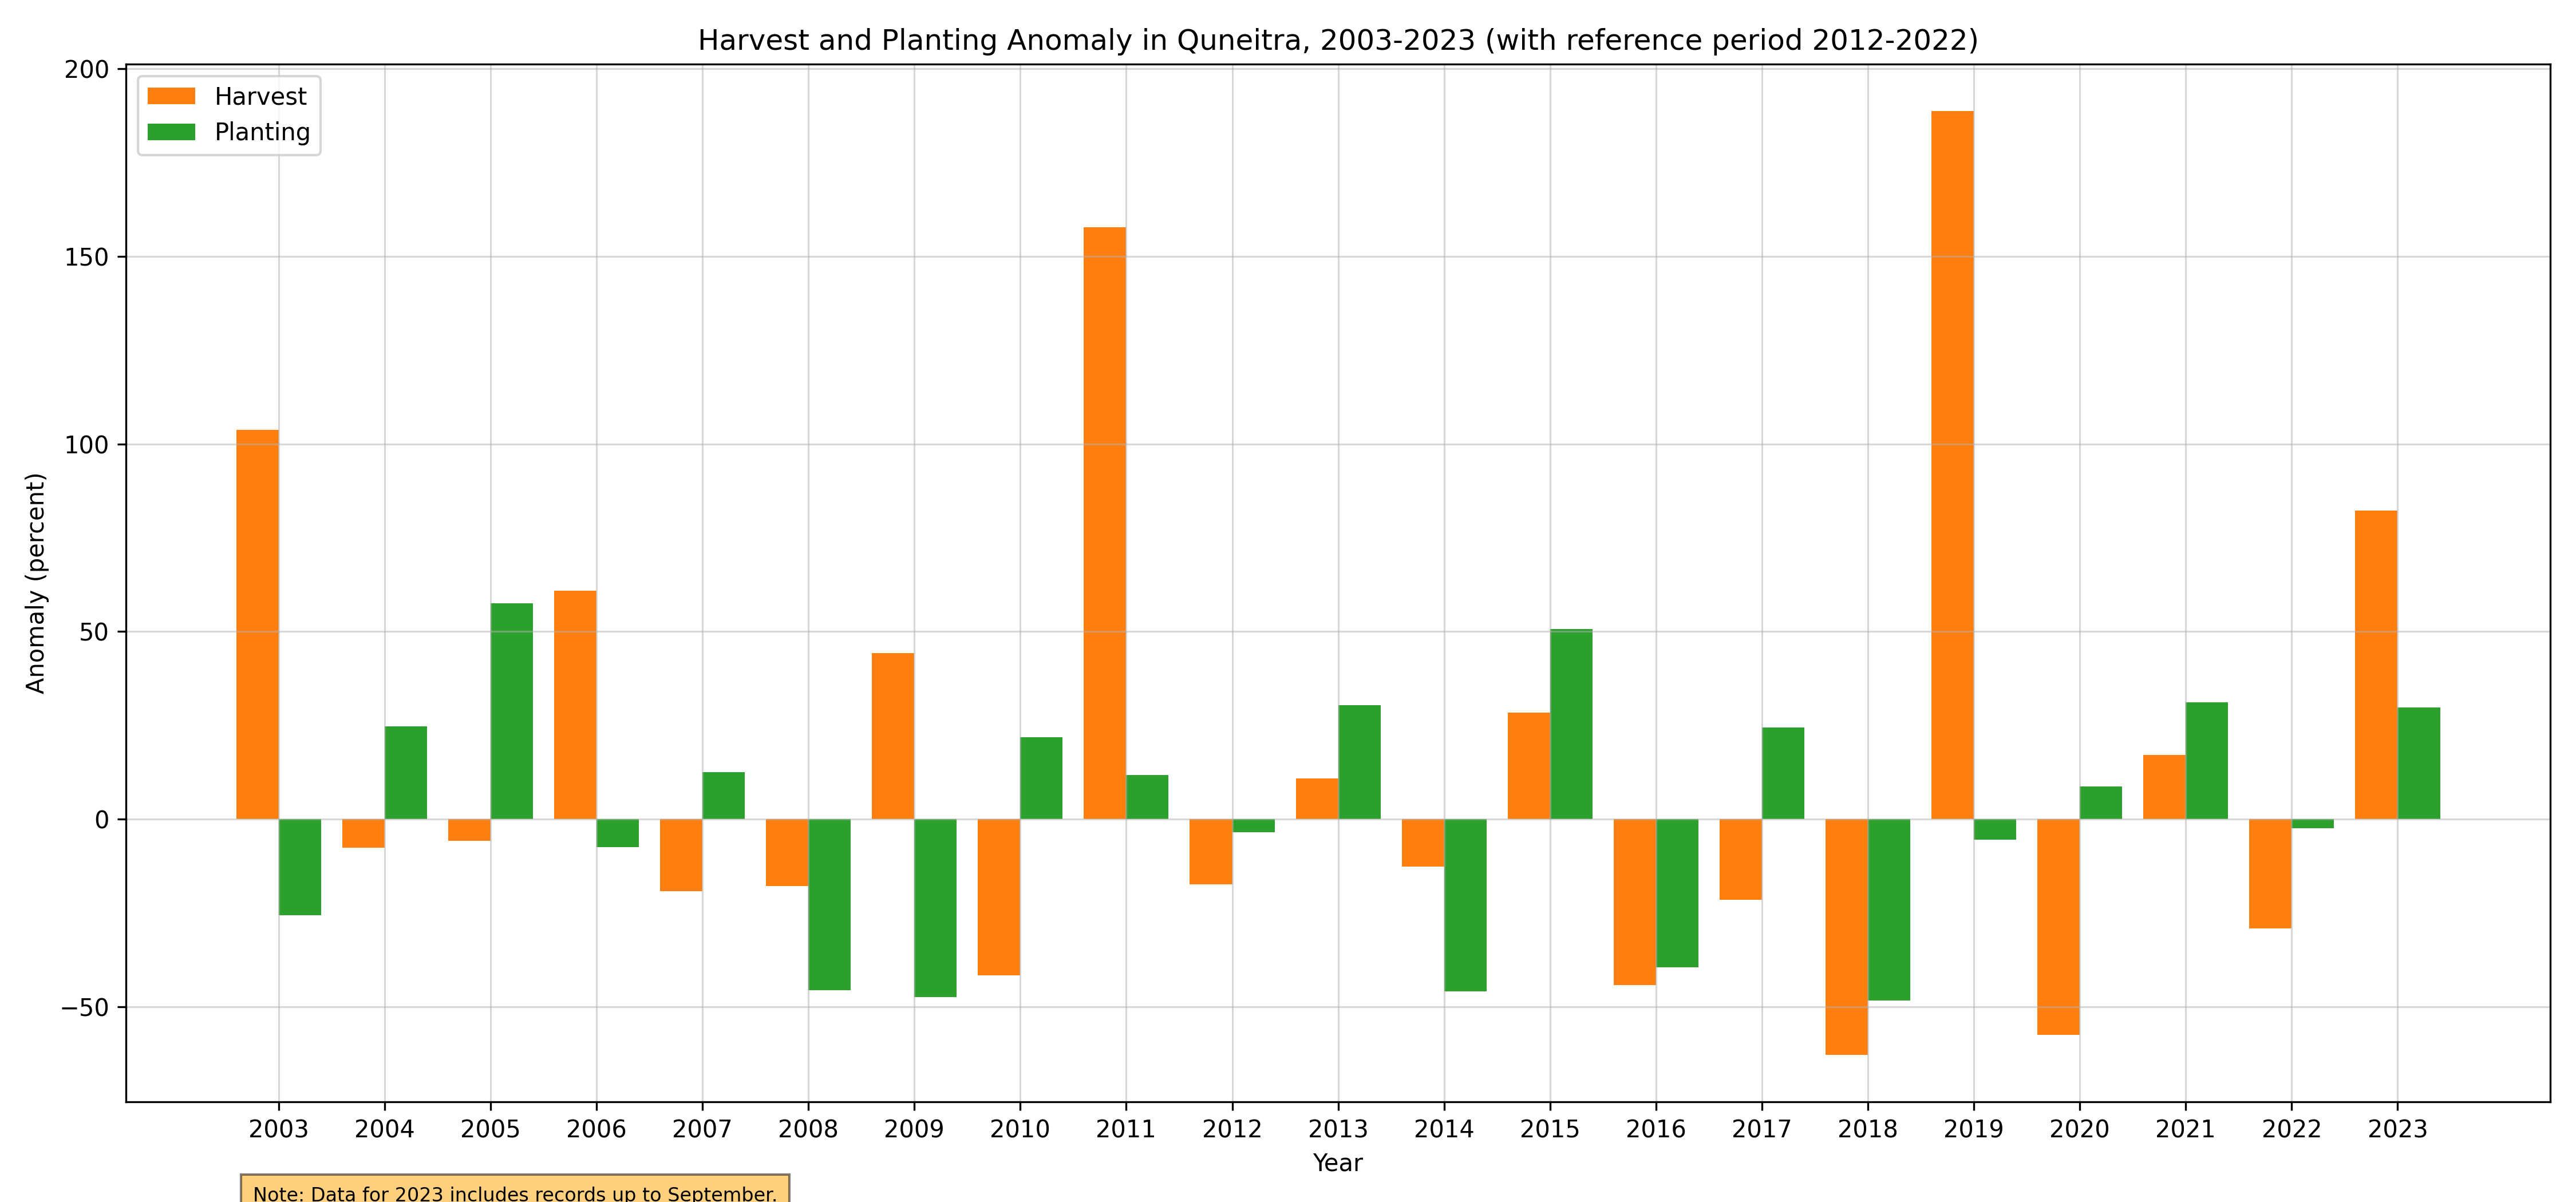 Harvest and Planting Anomaly in Quneitra, 2003-2023 (with reference period 2012-2022)
Harvest
Planting
200
150
100
50
0
−50
Anomaly (percent)
2003 2004 2005 2006 2007 2008 2009 2010 2011 2012 2013 2014 2015 2016 2017 2018 2019 2020 2021 2022 2023
Year
Note: Data for 2023 includes records up to September.